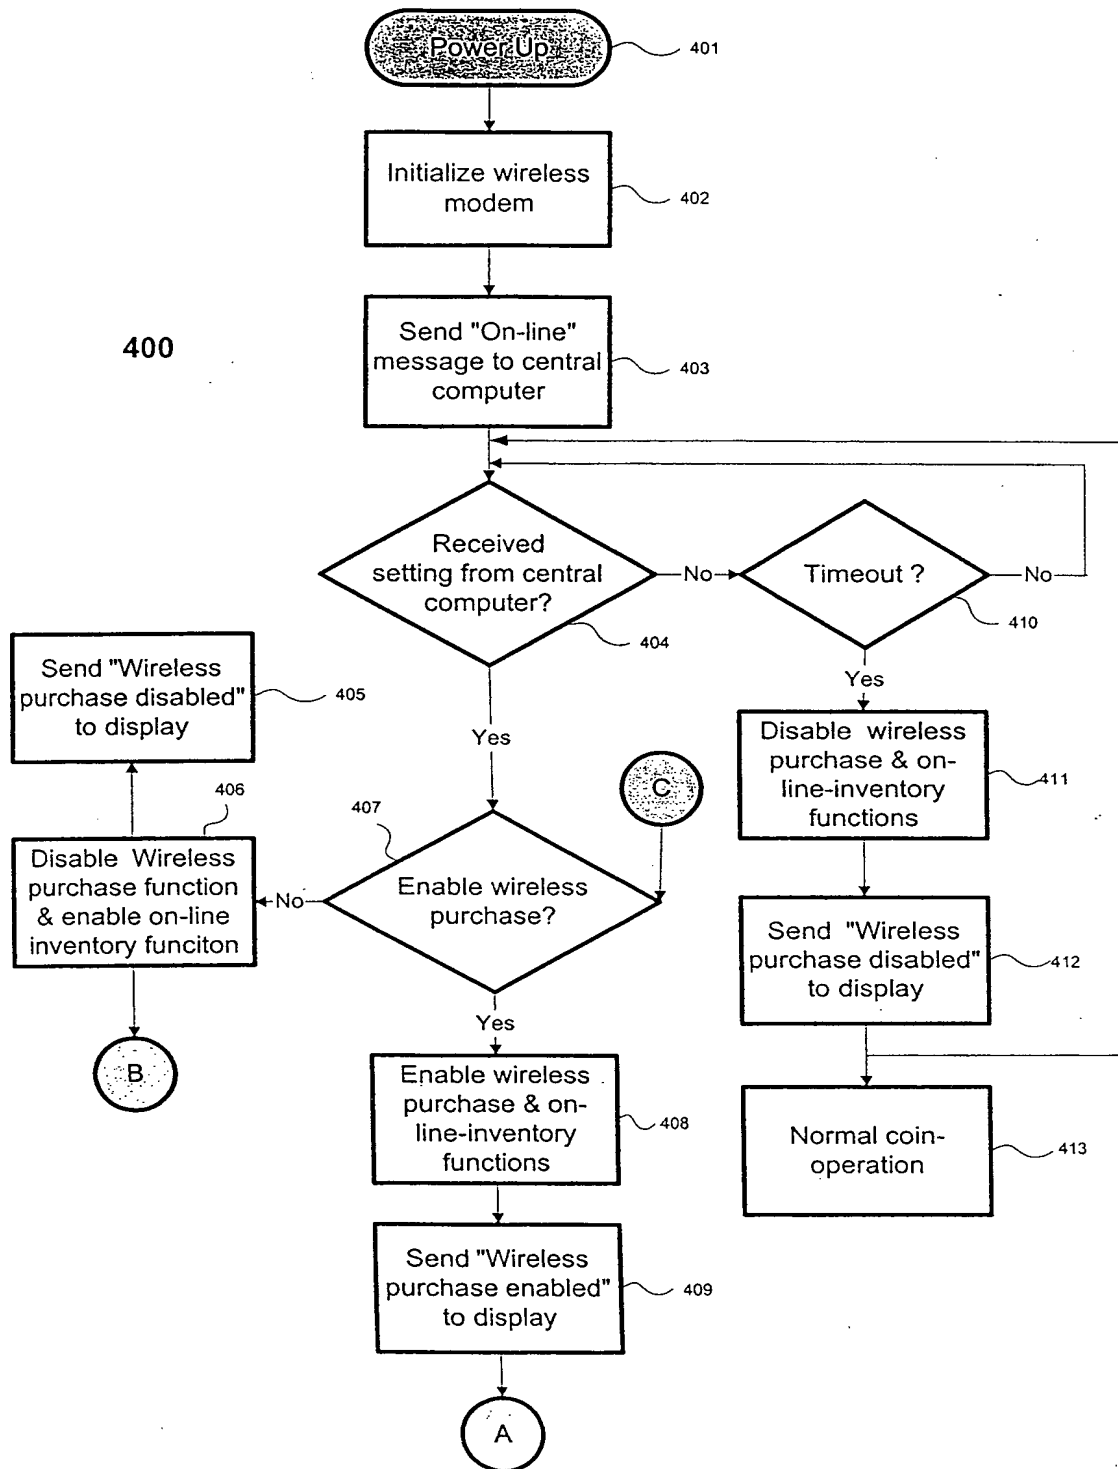 Power Up
401
Initialize wireless
modem
402
400
Send "On-line"
message to central
computer
403
Received
setting from central
computer?
404
No
Timeout ?
410
No
Yes
Send "Wireless
purchase disabled"
to display
405
Yes
Disable wireless
purchase & on-
line-inventory
functions
411
C
406
407
Disable Wireless
purchase function
& enable on-line
inventory funciton
No
Enable wireless
purchase?
Send "Wireless
purchase disabled"
to display
412
Yes
B
Enable wireless
purchase & on-
line-inventory
functions
408
Normal coin-
operation
413
Send "Wireless
purchase enabled"
to display
409
A